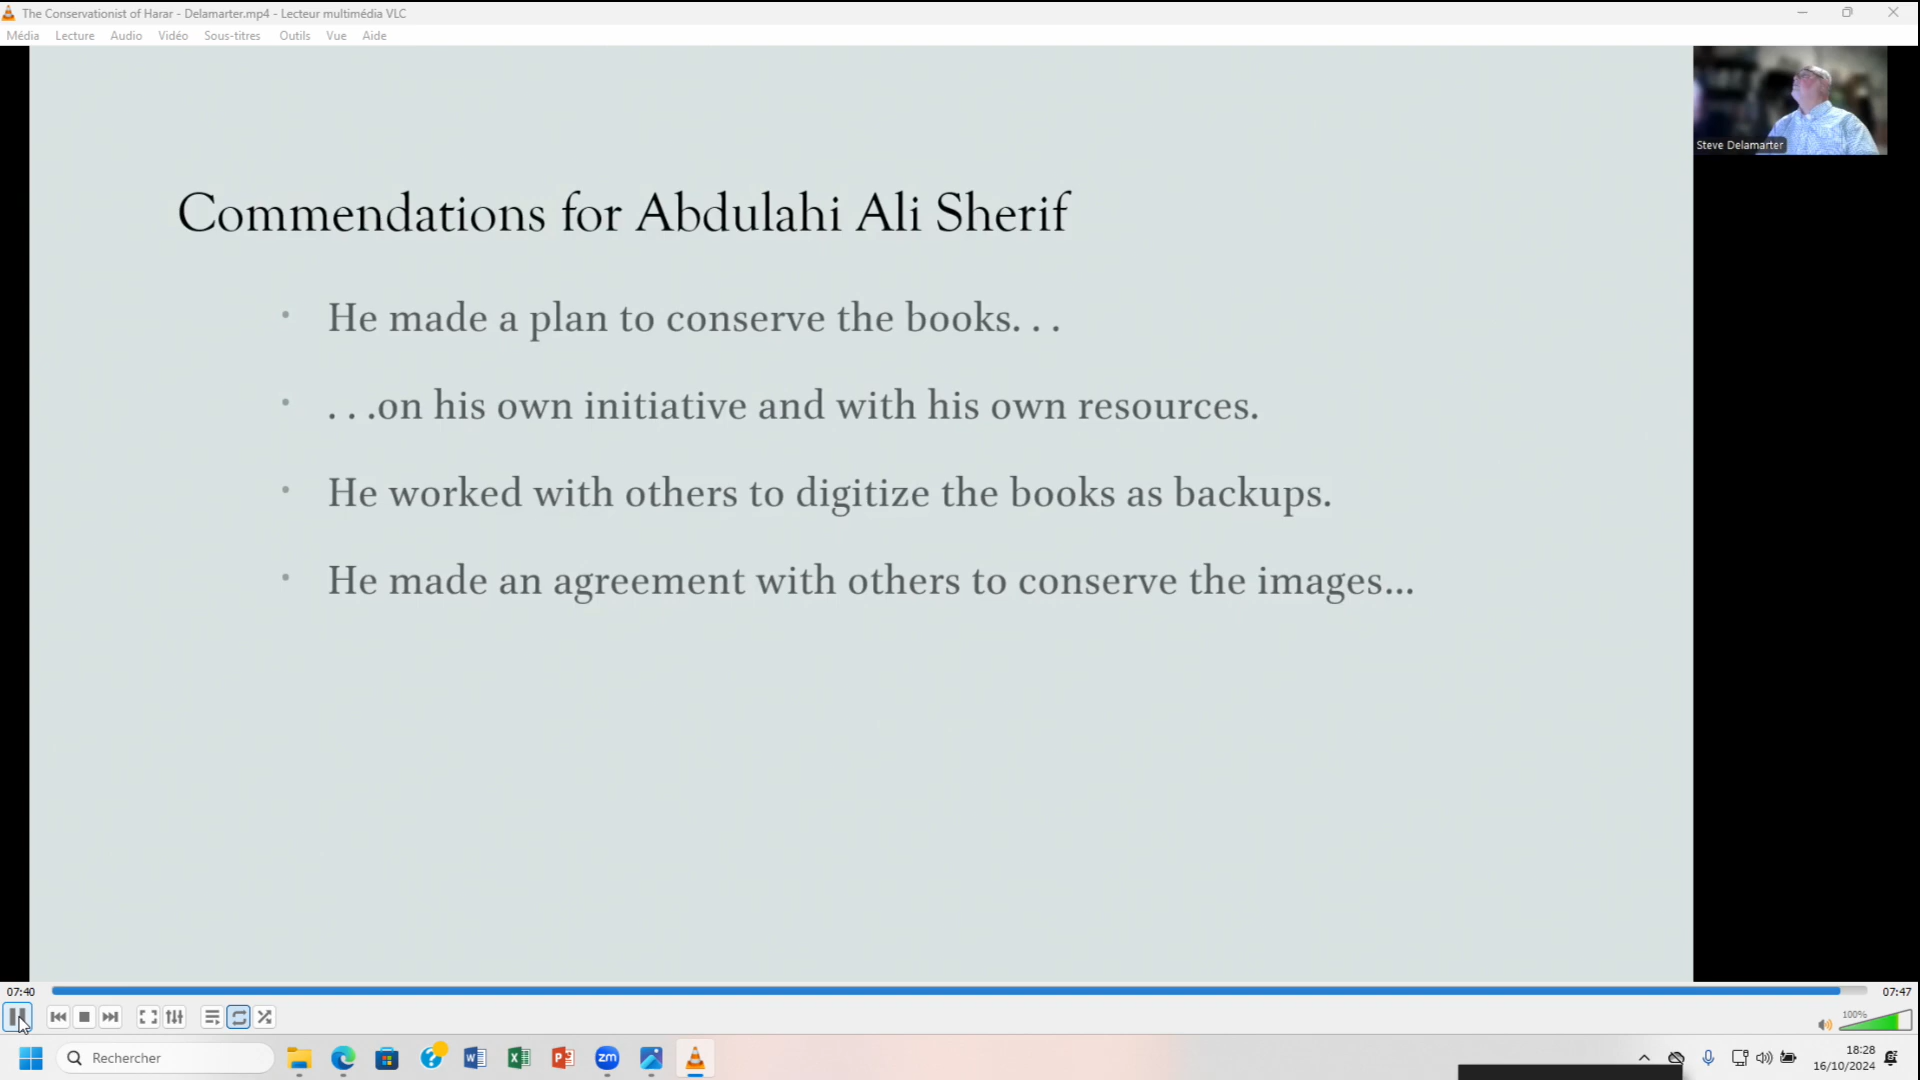 The Conservationist of Harar - Delamarter.mp4 - Lecteur multimédia VLC
Média Lecture Audio Vidéo Sous-titres Outils Vue Aide
Steve Delamarter
Commendations for Abdulahi Ali Sherif
• He made a plan to conserve the books. . .
• . . .on his own initiative and with his own resources.
• He worked with others to digitize the books as backups.
• He made an agreement with others to conserve the images...
07:40
07:47
100%
Rechercher
zm
18:28
16/10/2024